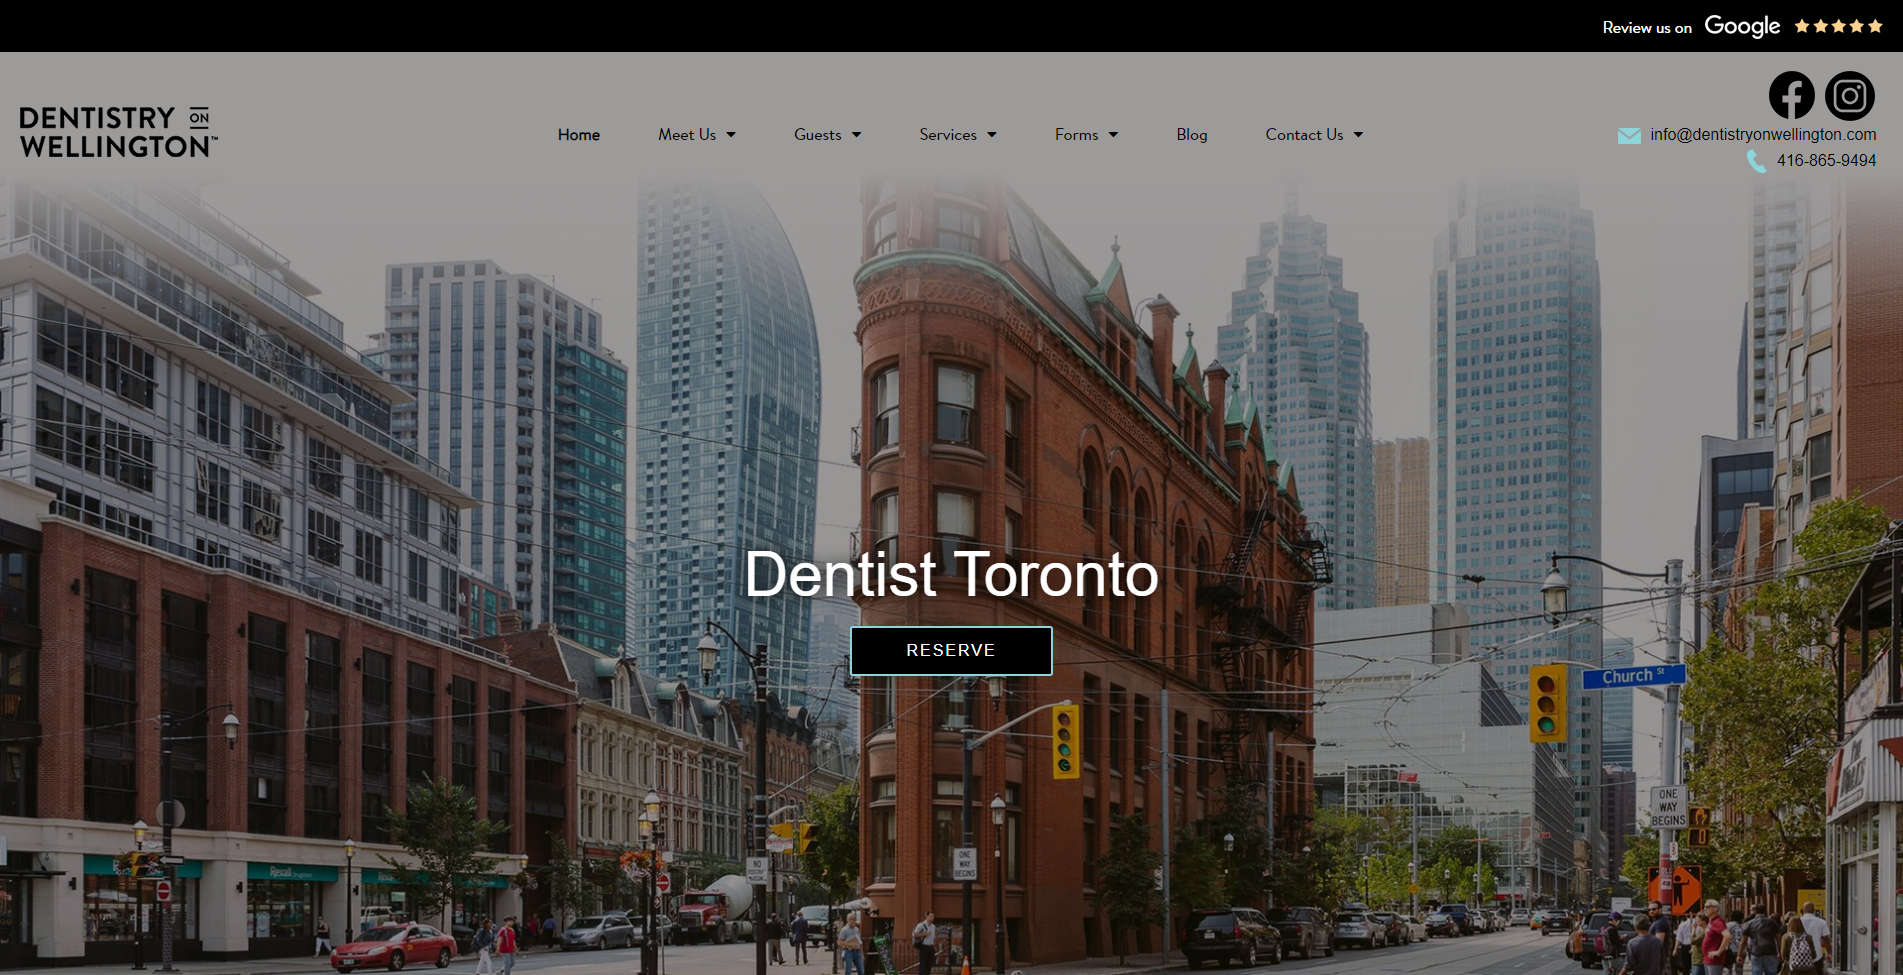 Review us on Google
DENTISTRY ON
WELLINGTON™
Home
Meet Us
Guests
Services
Forms
Blog
Contact Us
info@dentistryonwellington.com
416-865-9494
Dentist Toronto
RESERVE
Church St
ONE
WAY
BEGINS
ONE
WAY
BEGINS
NO
Rexall